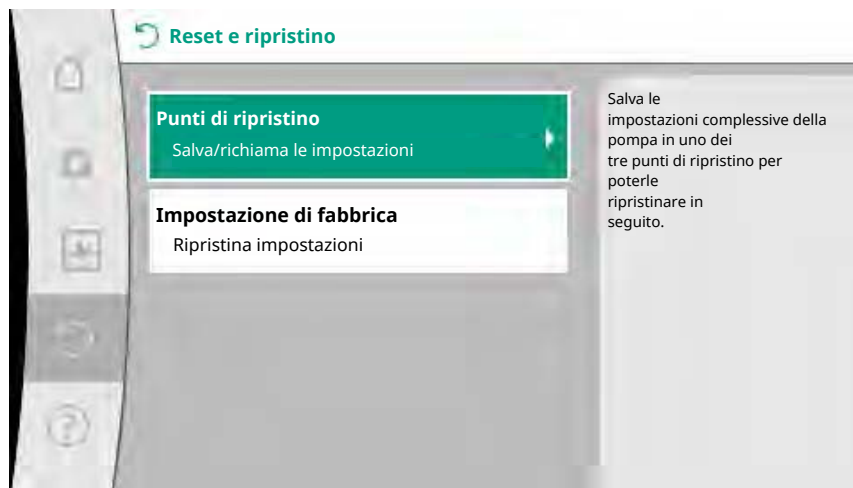 Reset e ripristino
Punti di ripristino
Salva/richiama le impostazioni
Impostazione di fabbrica
Ripristina impostazioni
Salva le
impostazioni complessive della
pompa in uno dei
tre punti di ripristino per
poterle
ripristinare in
seguito.